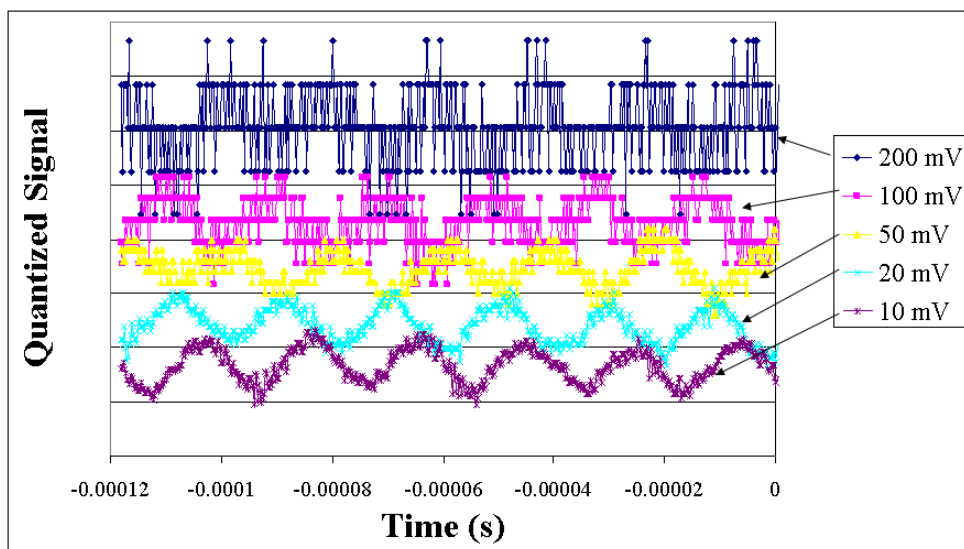 Quantized Signal
200 mV
100 mV
50 mV
20 mV
10 mV
-0.00012 -0.0001 -0.00008 -0.00006 -0.00004 -0.00002 0
Time (s)